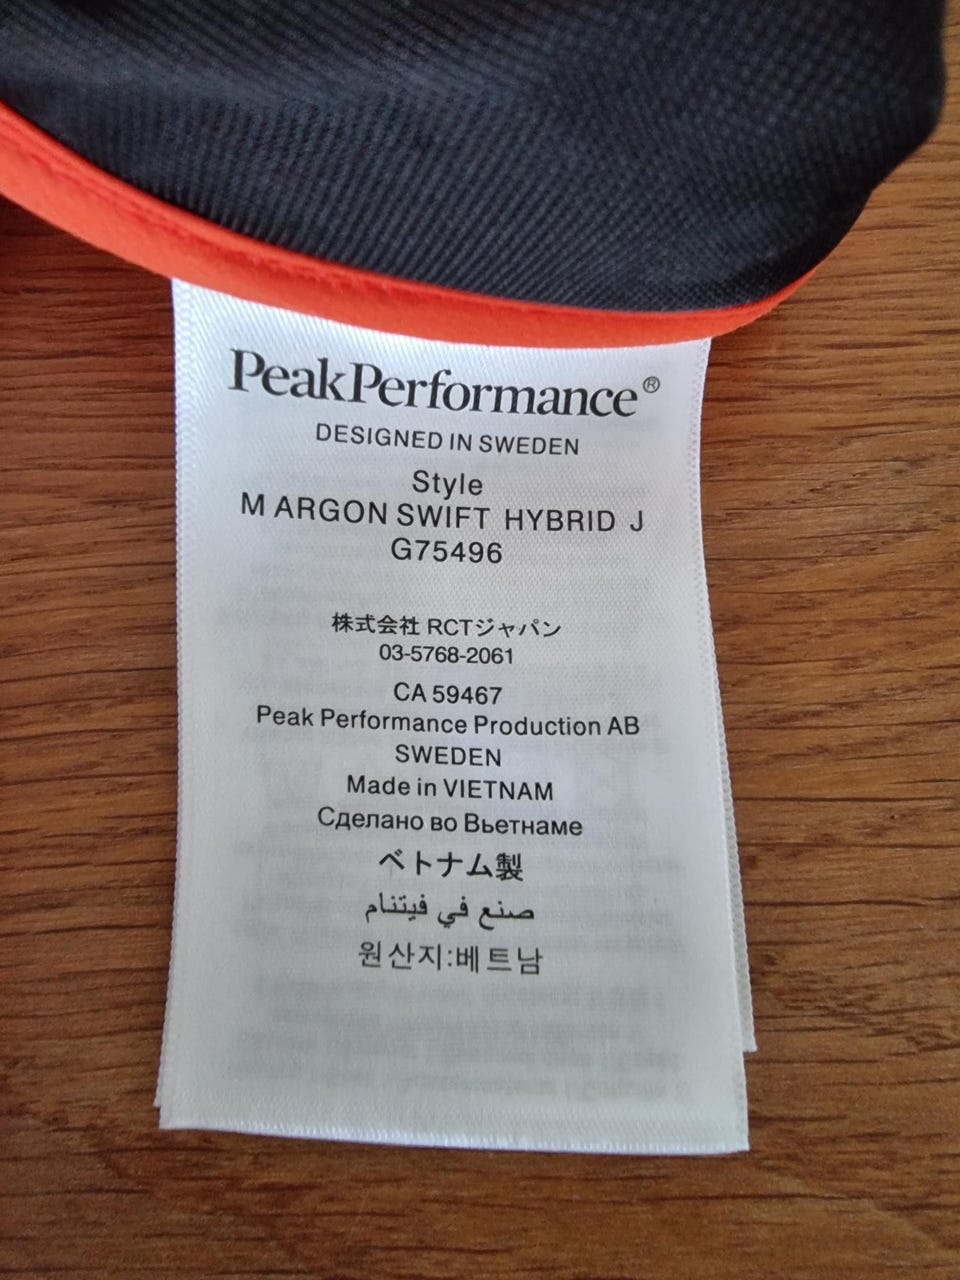 PeakPerformance®
DESIGNED IN SWEDEN
Style
M ARGON SWIFT HYBRID J
G75496
株式会社 RCTジャパン
03-5768-2061
CA 59467
Peak Performance Production AB
SWEDEN
Made in VIETNAM
Сделано во Вьетнаме
ベトナム製
صنع في فيتنام
원산지:베트남